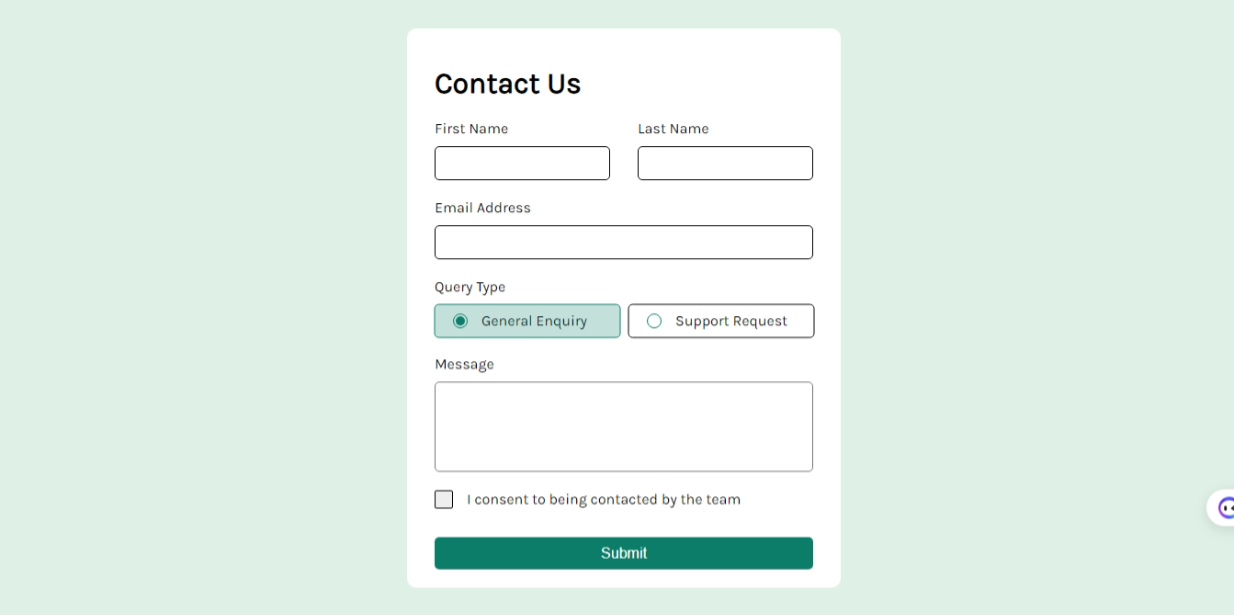 Contact Us
First Name Last Name
Email Address
Query Type
General Enquiry Support Request
Message
I consent to being contacted by the team
Submit